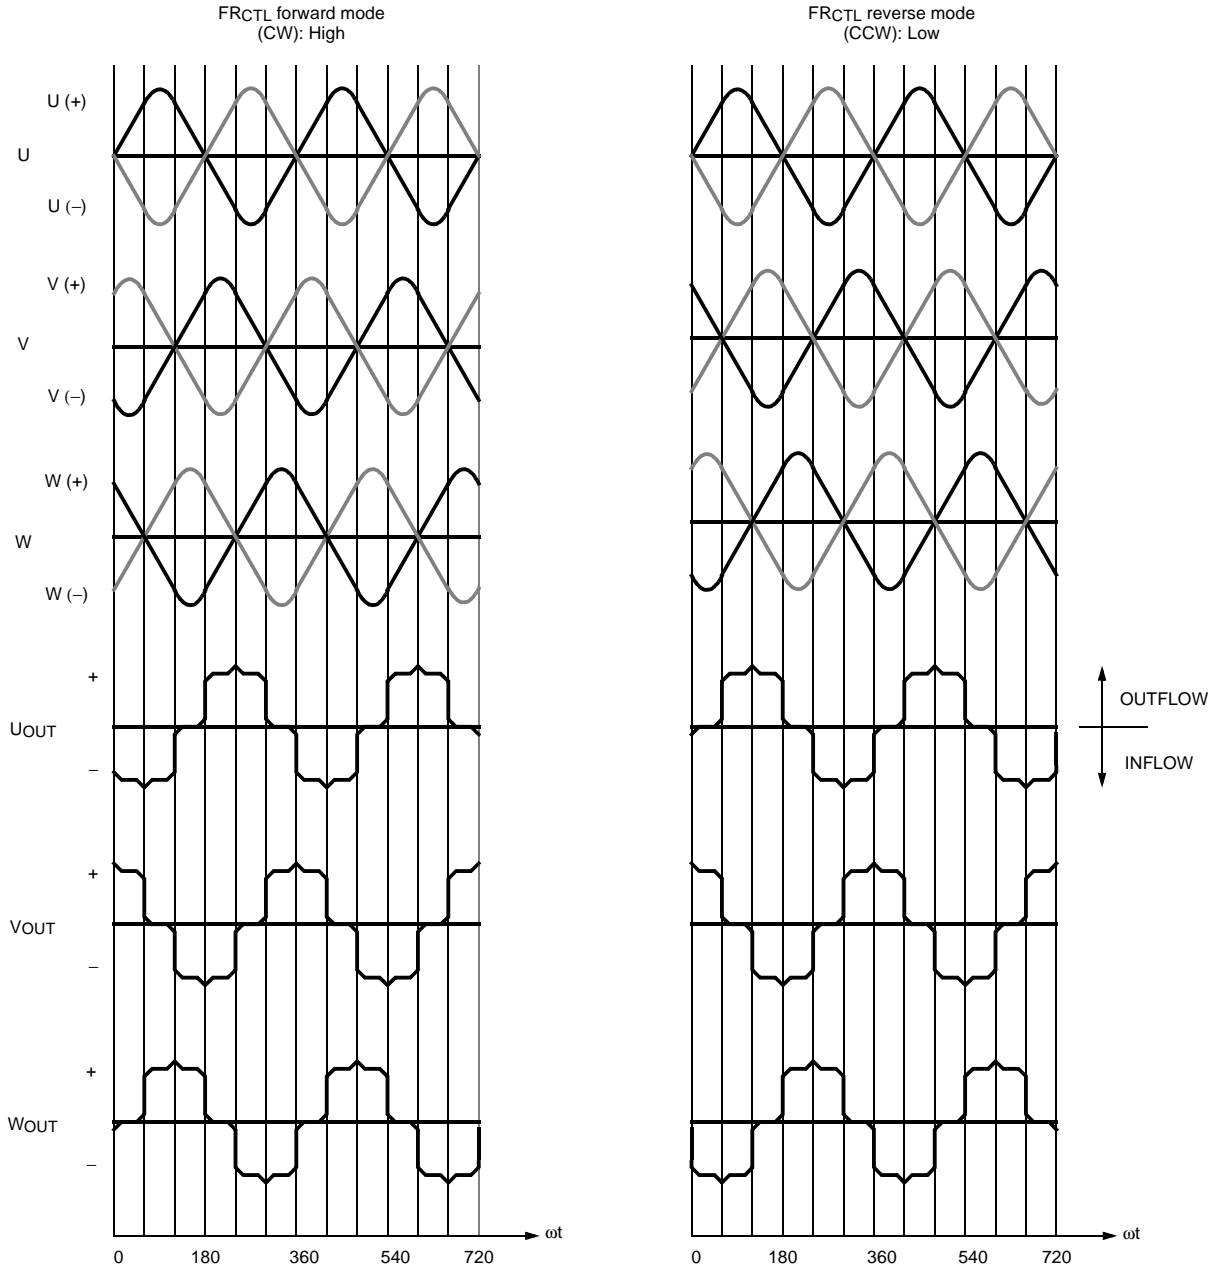 FRCTL forward mode
(CW): High
FRCTL reverse mode
(CCW): Low
U (+)
U
U (−)
V (+)
V
V (−)
W (+)
W
W (−)
+
UOUT
−
OUTFLOW
INFLOW
+
VOUT
−
+
WOUT
−
ωt
0 180 360 540 720
ωt
0 180 360 540 720